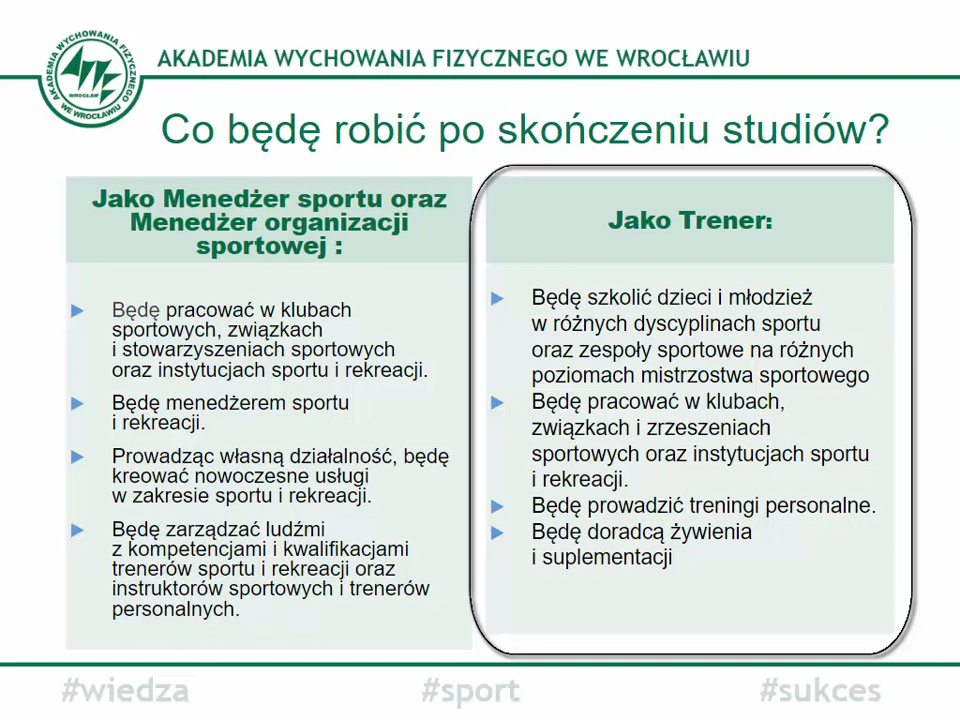 AKADEMIA WYCHOWANIA FIZYCZNEGO
WROCŁAW
WE WROCŁAWIU
AKADEMIA WYCHOWANIA FIZYCZNEGO WE WROCŁAWIU
Co będę robić po skończeniu studiów?
Jako Menedżer sportu oraz
Menedżer organizacji
sportowej :
Będę pracować w klubach
sportowych, związkach
i stowarzyszeniach sportowych
oraz instytucjach sportu i rekreacji.
Będę menedżerem sportu
i rekreacji.
Prowadząc własną działalność, będę
kreować nowoczesne usługi
w zakresie sportu i rekreacji.
Będę zarządzać ludźmi
z kompetencjami i kwalifikacjami
trenerów sportu i rekreacji oraz
instruktorów sportowych i trenerów
personalnych.
Jako Trener:
Będę szkolić dzieci i młodzież
w różnych dyscyplinach sportu
oraz zespoły sportowe na różnych
poziomach mistrzostwa sportowego
Będę pracować w klubach,
związkach i zrzeszeniach
sportowych oraz instytucjach sportu
i rekreacji.
Będę prowadzić treningi personalne.
Będę doradcą żywienia
i suplementacji
#wiedza
#sport
#sukces